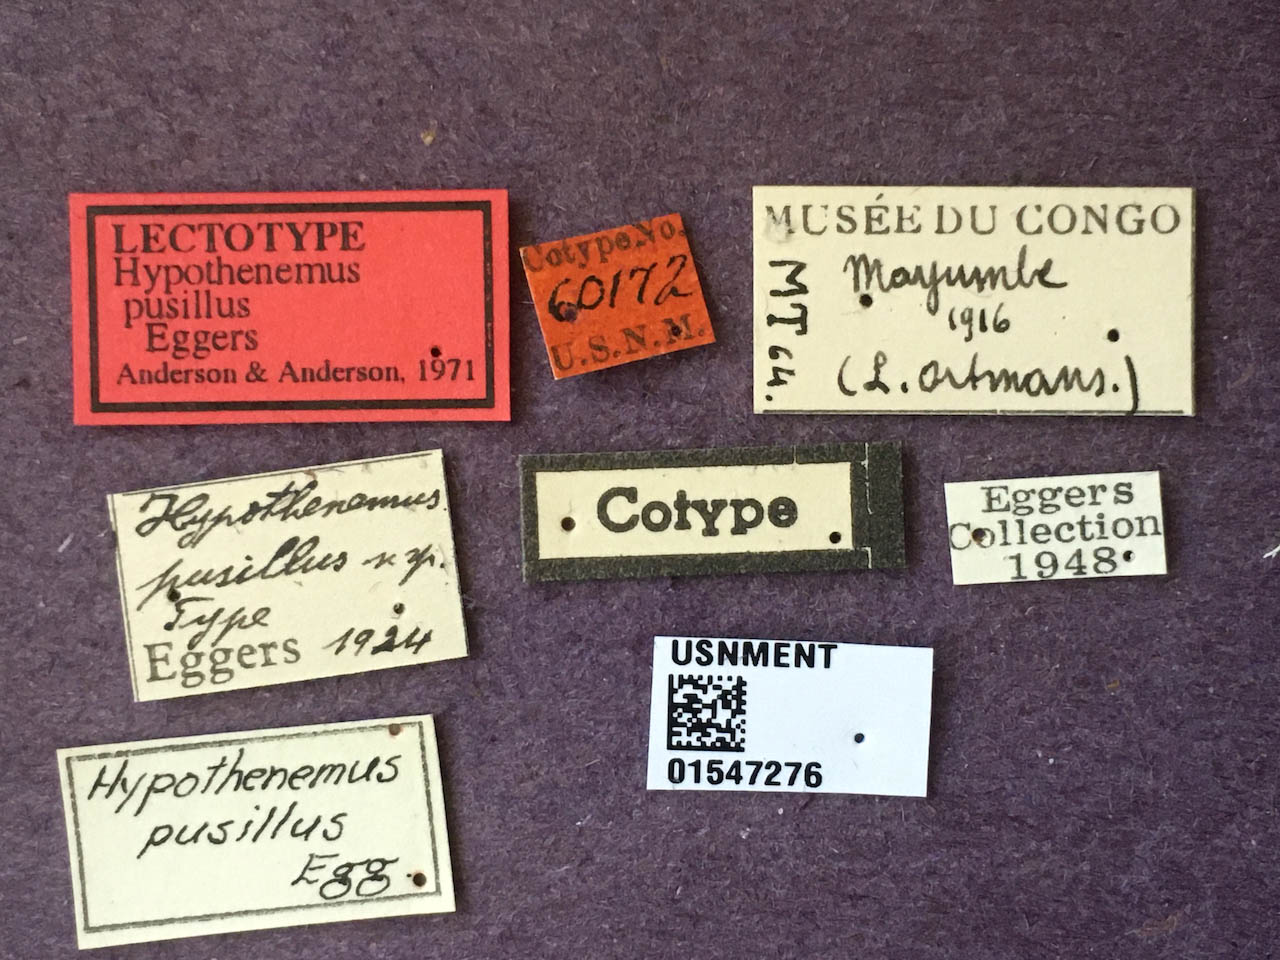 LECTOTYPE
Hypothenemus
pusillus
Eggers
Anderson & Anderson, 1971
Cotype No.
60172
U.S.N.M.
MUSÉE DU CONGO
Mayumbe
1916
(L. Ortmans.)
MT 64.
Hypothenemus
pusillus n sp.
Type
Eggers 1924
Cotype
Eggers
Collection
1948
USNMENT
01547276
Hypothenemus
pusillus
Egg.